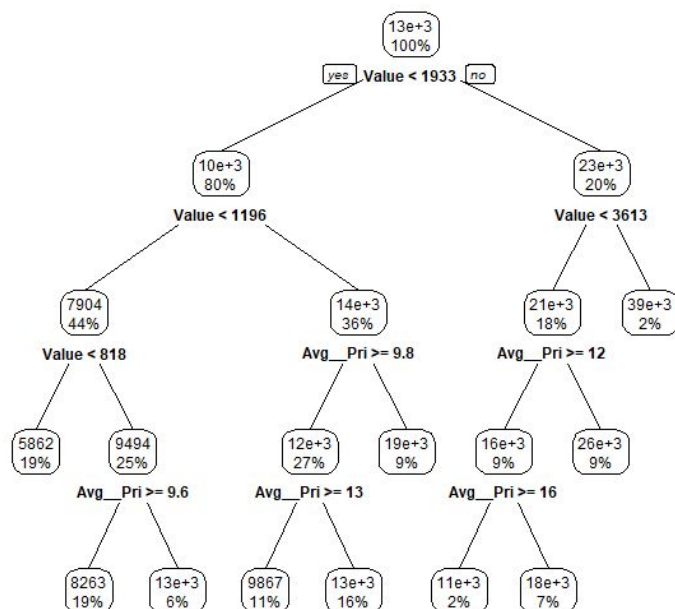 13e+3
100%
yes Value < 1933 no
10e+3
80%
23e+3
20%
Value < 1196
Value < 3613
7904
44%
14e+3
36%
21e+3
18%
39e+3
2%
Value < 818
Avg__Pri >= 9.8
Avg__Pri >= 12
5862
19%
9494
25%
12e+3
27%
19e+3
9%
16e+3
9%
26e+3
9%
Avg__Pri >= 9.6
Avg__Pri >= 13
Avg__Pri >= 16
8263
19%
13e+3
6%
9867
11%
13e+3
16%
11e+3
2%
18e+3
7%